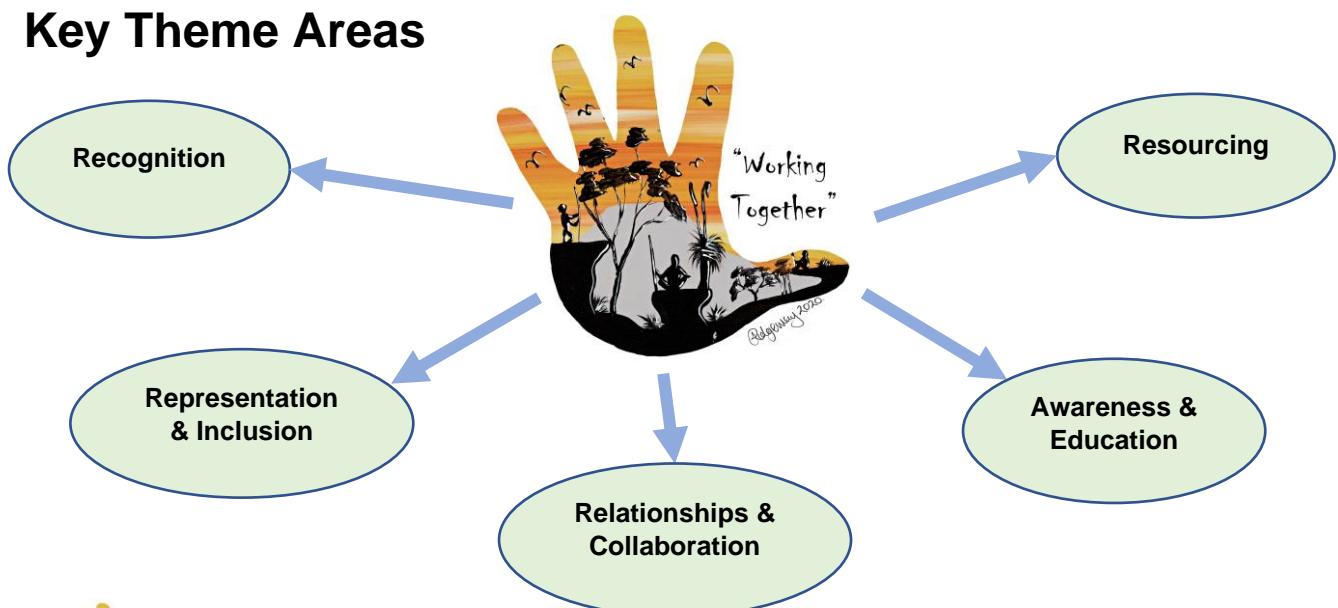 Key Theme Areas
Recognition
"Working
Together"
Resourcing
Representation
& Inclusion
Awareness &
Education
Relationships &
Collaboration